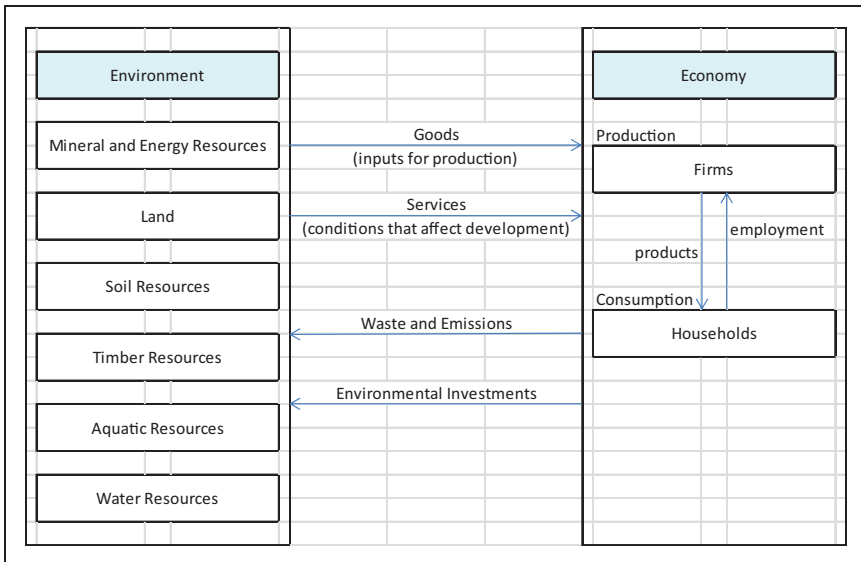 Environment
Economy
Mineral and Energy Resources
Goods
(inputs for production)
Production
Firms
Land
Services
(conditions that affect development)
employment
products
Soil Resources
Consumption
Households
Waste and Emissions
Timber Resources
Environmental Investments
Aquatic Resources
Water Resources